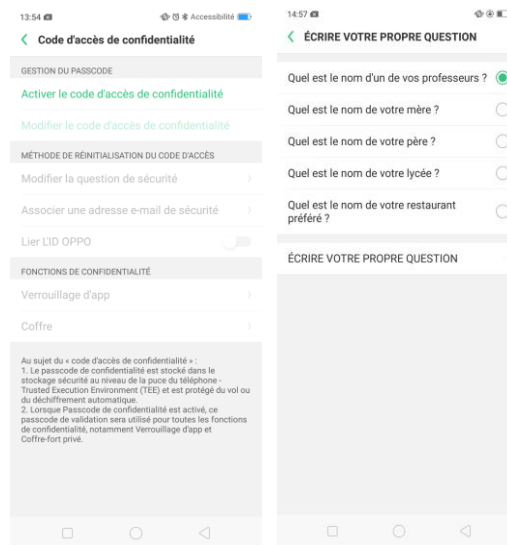 13:54
Accessibilité
Code d'accès de confidentialité
GESTION DU PASSCODE
Activer le code d'accès de confidentialité
Modifier le code d'accès de confidentialité
MÉTHODE DE RÉINITIALISATION DU CODE D'ACCÈS
Modifier la question de sécurité
Associer une adresse e-mail de sécurité
Lier L'ID OPPO
FONCTIONS DE CONFIDENTIALITÉ
Verrouillage d'app
Coffre
Au sujet du « code d'accès de confidentialité » :
1. Le passcode de confidentialité est stocké dans le
stockage sécurité au niveau de la puce du téléphone -
Trusted Execution Environment (TEE) et est protégé du vol ou
du déchiffrement automatique.
2. Lorsque Passcode de confidentialité est activé, ce
passcode de validation sera utilisé pour toutes les fonctions
de confidentialité, notamment Verrouillage d'app et
Coffre-fort privé.
14:57
ÉCRIRE VOTRE PROPRE QUESTION
Quel est le nom d'un de vos professeurs ?
Quel est le nom de votre mère ?
Quel est le nom de votre père ?
Quel est le nom de votre lycée ?
Quel est le nom de votre restaurant
préféré ?
ÉCRIRE VOTRE PROPRE QUESTION